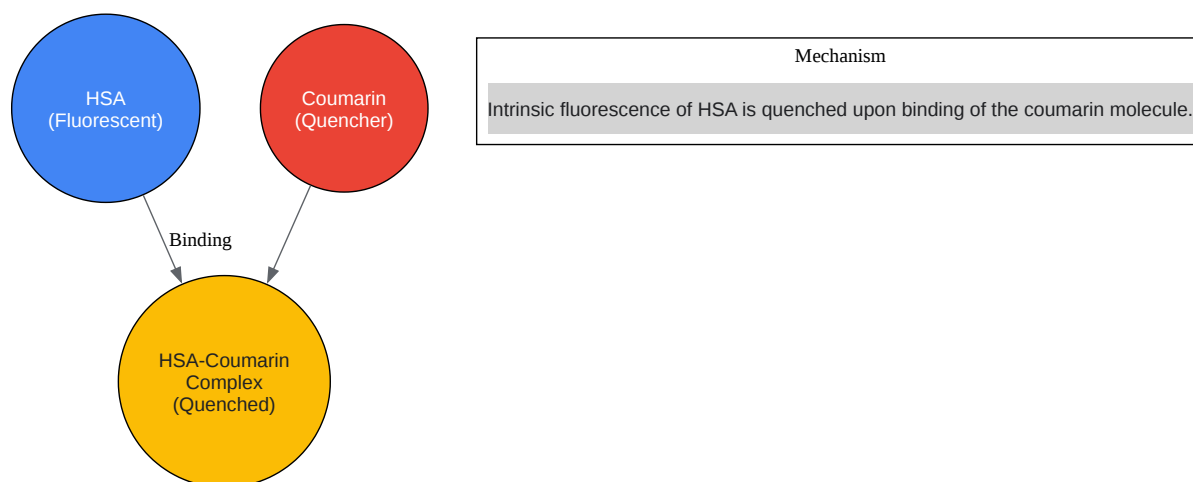 HSA
(Fluorescent)
Coumarin
(Quencher)
Mechanism
Intrinsic fluorescence of HSA is quenched upon binding of the coumarin molecule.
Binding
HSA-Coumarin
Complex
(Quenched)